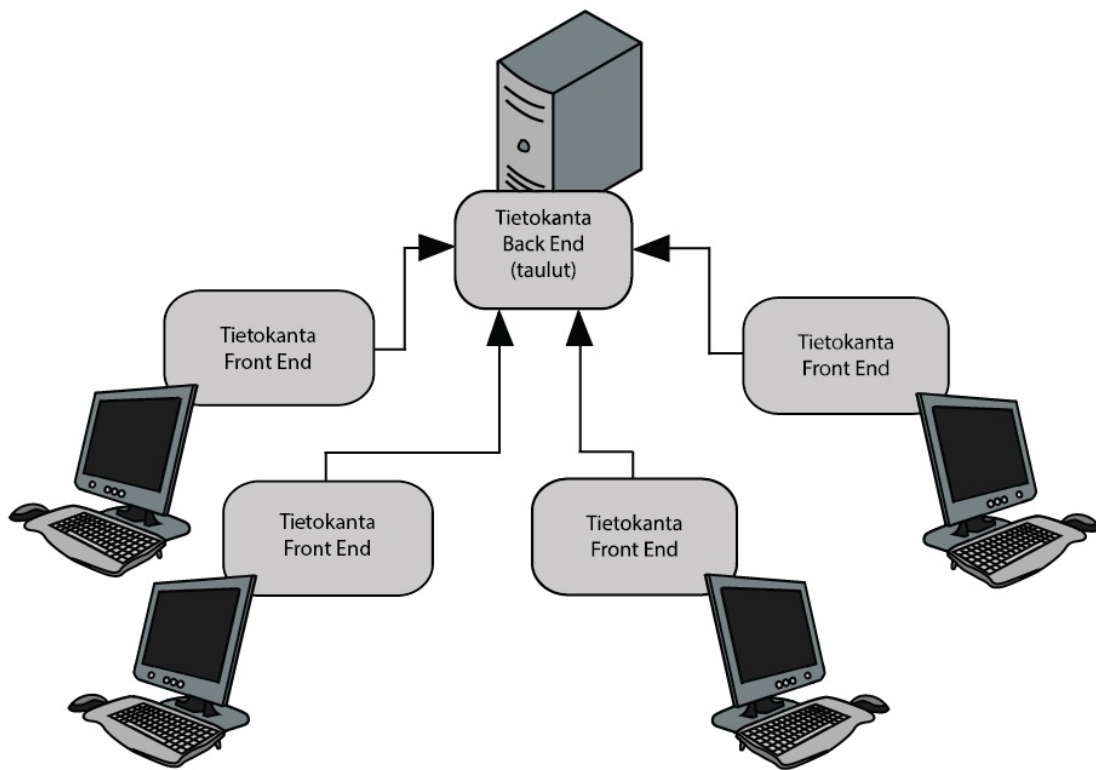 Tietokanta
Back End
(taulut)
Tietokanta
Front End
Tietokanta
Front End
Tietokanta
Front End
Tietokanta
Front End